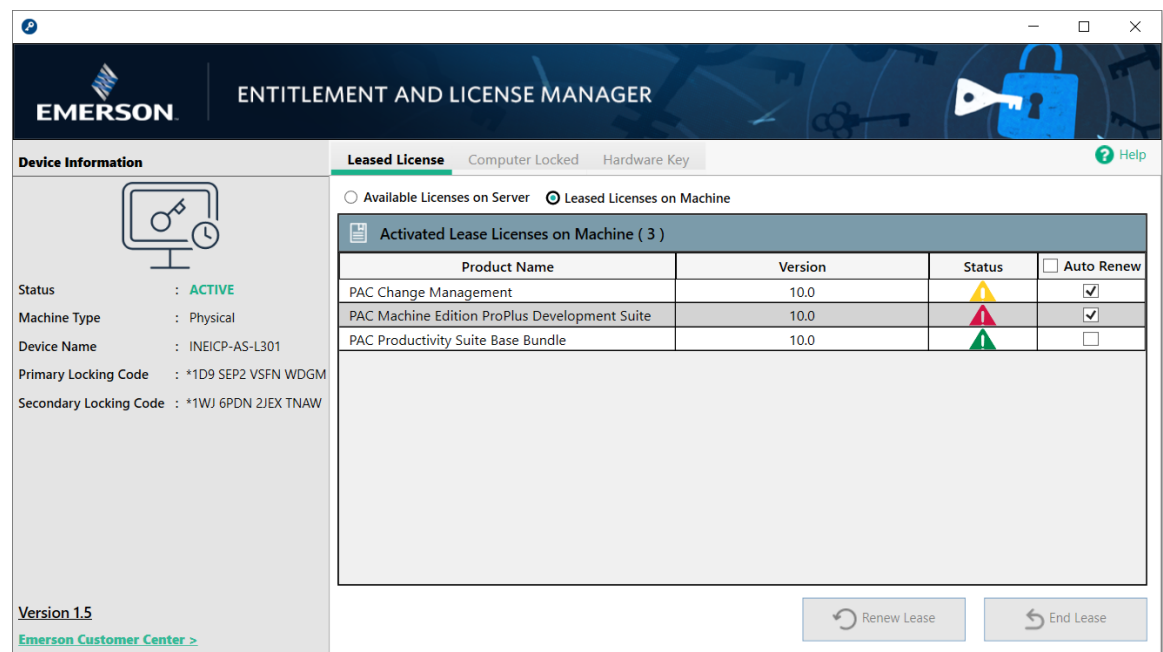 EMERSON.
ENTITLEMENT AND LICENSE MANAGER
Device Information
Leased License Computer Locked Hardware Key
Help
Available Licenses on Server Leased Licenses on Machine
Activated Lease Licenses on Machine ( 3 )
Product Name Version Status Auto Renew
PAC Change Management 10.0
PAC Machine Edition ProPlus Development Suite 10.0
PAC Productivity Suite Base Bundle 10.0
Status : ACTIVE
Machine Type : Physical
Device Name : INEICP-AS-L301
Primary Locking Code : *1D9 SEP2 VSFN WDGM
Secondary Locking Code : *1WJ 6PDN 2JEX TNAW
Version 1.5
Emerson Customer Center >
Renew Lease End Lease